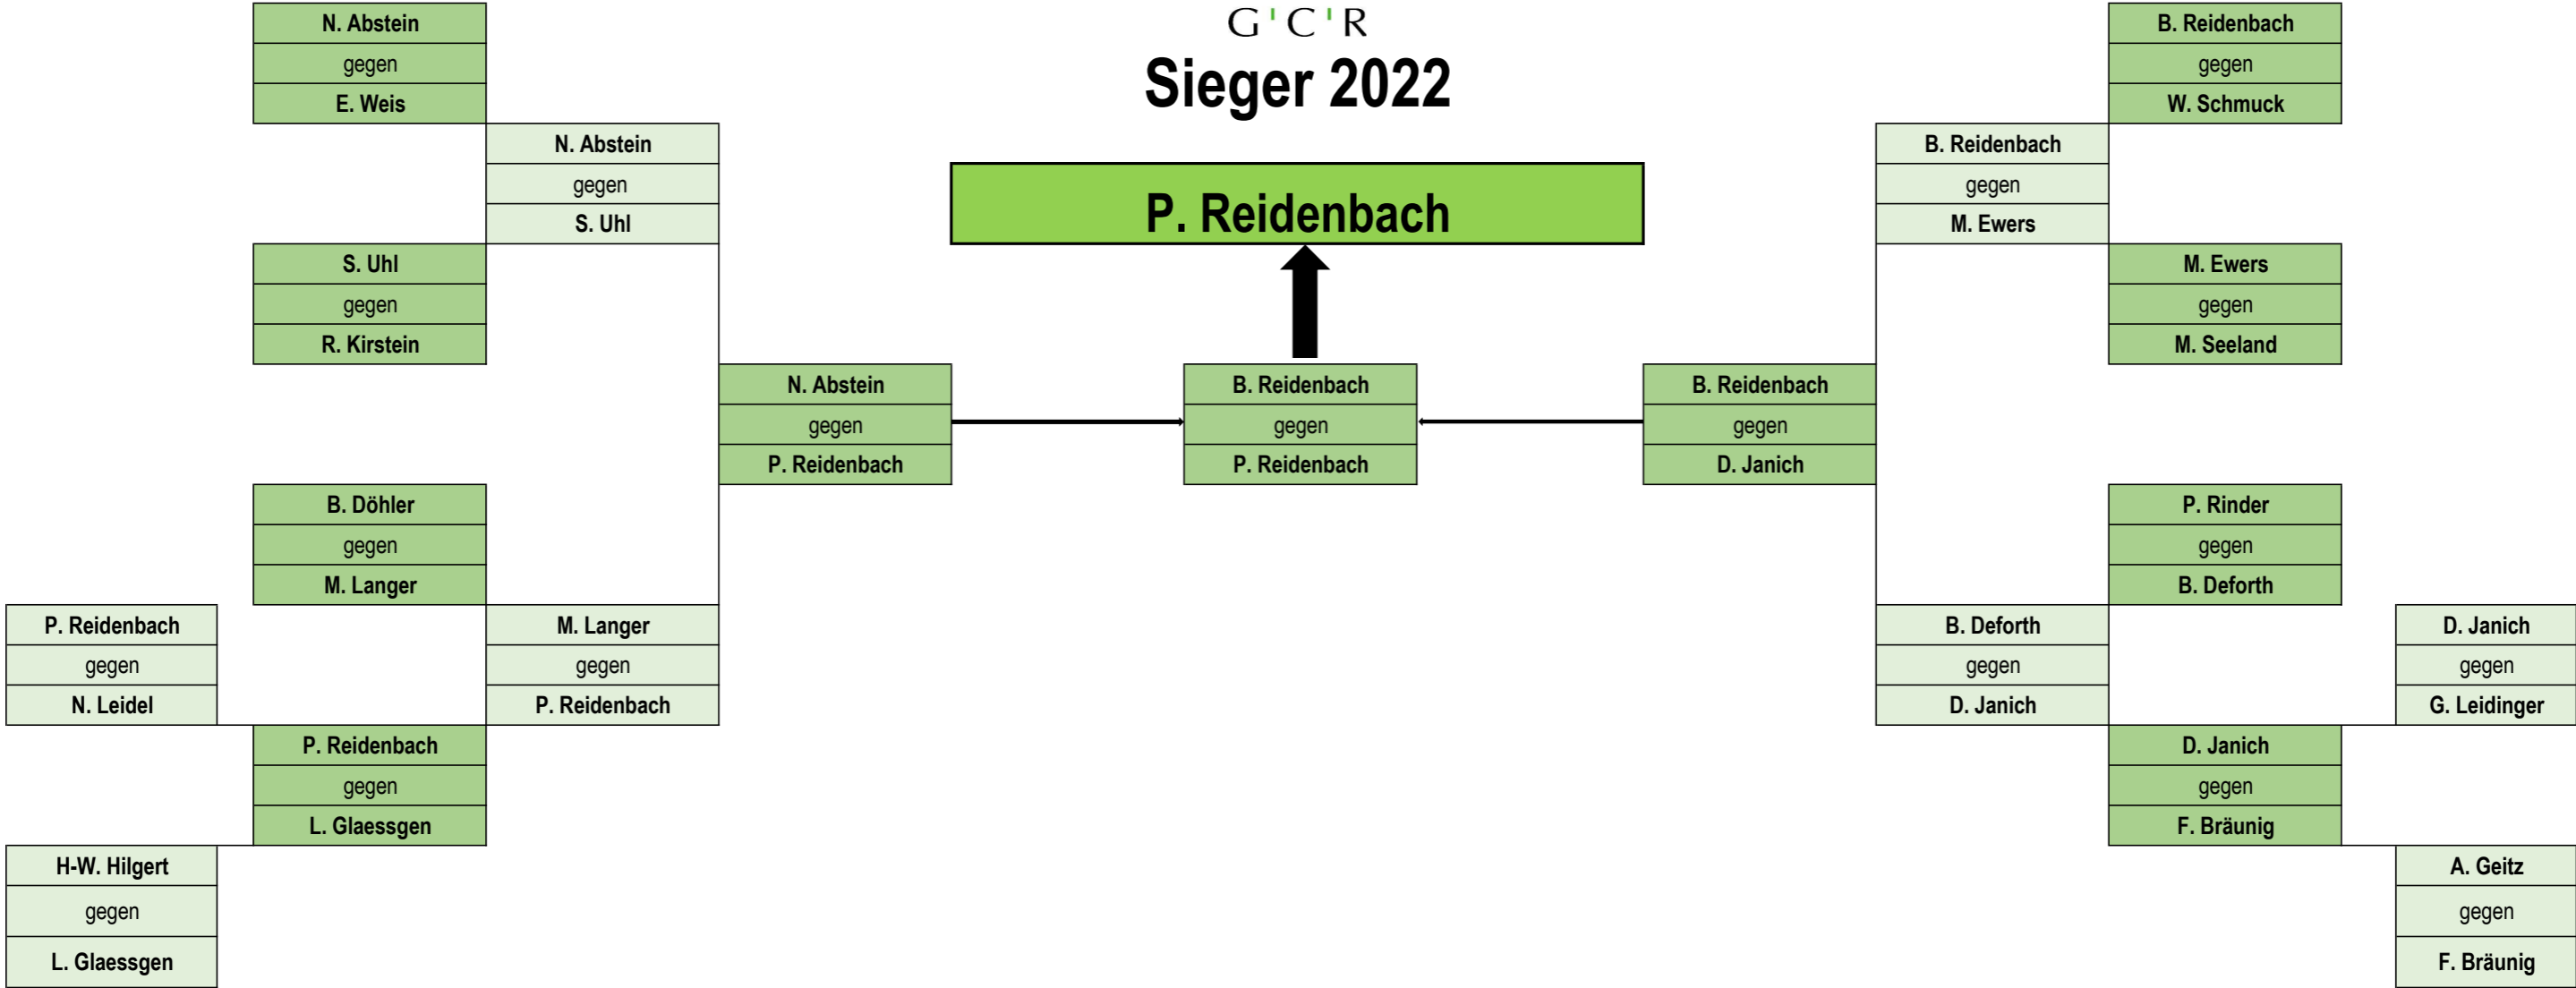 G'C'R
Sieger 2022
P. Reidenbach
N. Abstein
gegen
E. Weis
N. Abstein
gegen
S. Uhl
S. Uhl
gegen
R. Kirstein
N. Abstein
gegen
P. Reidenbach
B. Döhler
gegen
M. Langer
P. Reidenbach
gegen
N. Leidel
M. Langer
gegen
P. Reidenbach
P. Reidenbach
gegen
L. Glaessgen
H-W. Hilgert
gegen
L. Glaessgen
B. Reidenbach
gegen
P. Reidenbach
B. Reidenbach
gegen
W. Schmuck
B. Reidenbach
gegen
M. Ewers
M. Ewers
gegen
M. Seeland
B. Reidenbach
gegen
D. Janich
P. Rinder
gegen
B. Deforth
B. Deforth
gegen
D. Janich
D. Janich
gegen
G. Leidinger
D. Janich
gegen
F. Bräunig
A. Geitz
gegen
F. Bräunig